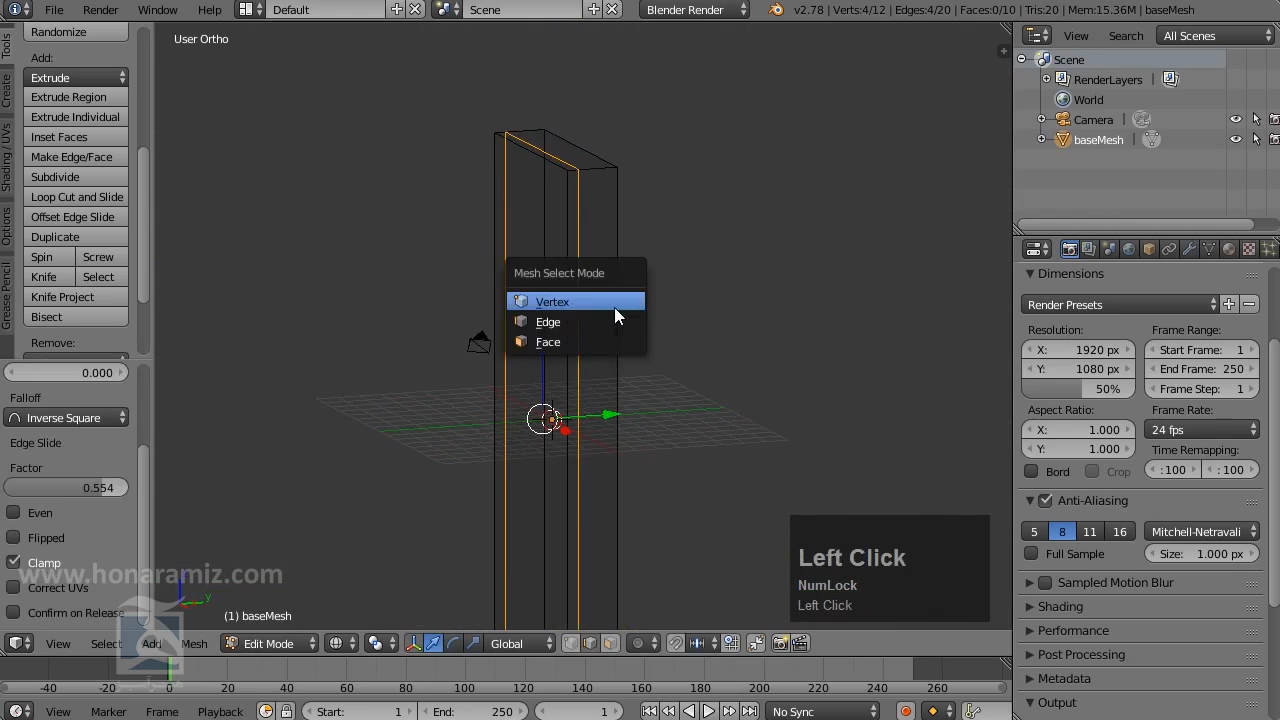 Render Window Help Default Scene Blender Render v2.78 | Verts:4/12 | Edges:4/20 | Faces:0/10 | Tris:20 | Mem:15.36M | baseMesh
Tools
Create
Shading / UVs
Options
Grease Pencil
Randomize
Add:
Extrude
Extrude Region
Extrude Individual
Inset Faces
Make Edge/Face
Subdivide
Loop Cut and Slide
Offset Edge Slide
Duplicate
Spin Screw
Knife Select
Knife Project
Bisect
Remove:
0.000
Falloff
Inverse Square
Edge Slide
Factor
0.554
Even
Flipped
Clamp
Correct UVs
Confirm on Release
www.honaramiz.com
User Ortho
Mesh Select Mode
Vertex
Edge
Face
Left Click
NumLock
Left Click
y
(1) baseMesh
View Select Add Mesh Edit Mode Global
-40 -20 0 20 40 60 80 100 120 140 160 180 200 220 240 260
View Marker Frame Playback Start: 1 End: 250 1 No Sync
View Search All Scenes
Scene
RenderLayers
World
Camera
baseMesh
Dimensions
Render Presets
Resolution: Frame Range:
X: 1920 px Start Frame: 1
Y: 1080 px End Frame: 250
50% Frame Step: 1
Aspect Ratio: Frame Rate:
X: 1.000 24 fps
Y: 1.000 Time Remapping:
Bord Crop :100 :100
Anti-Aliasing
5 8 11 16 Mitchell-Netravali
Full Sample Size: 1.000 px
Sampled Motion Blur
Shading
Performance
Post Processing
Metadata
Output